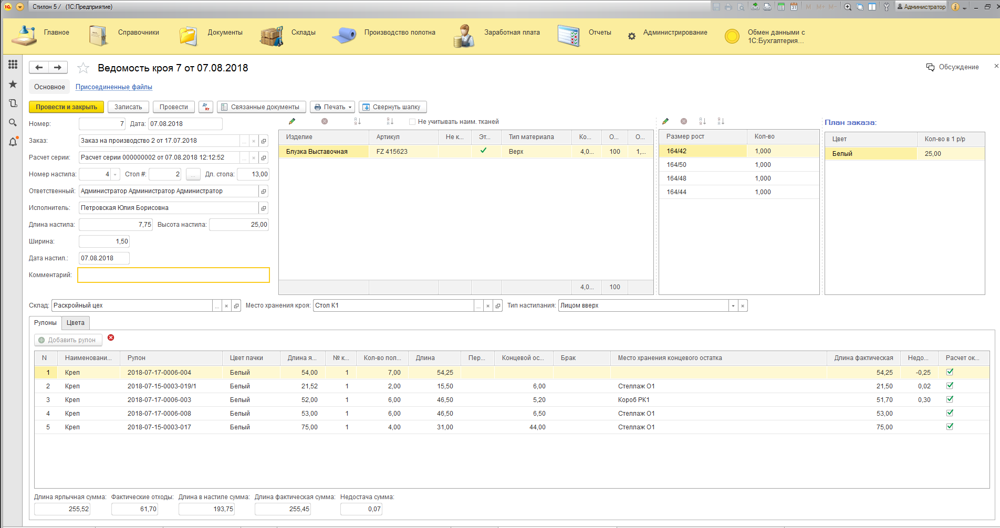 Стилон 5 / (1С:Предприятие)
M M+ M- Администратор
Главное Справочники Документы Склады Производство полотна Заработная плата Отчеты Администрирование Обмен данными с
1С:Бухгалтерия...
Ведомость кроя 7 от 07.08.2018
Обсуждение
Основное Присоединенные файлы
Провести и закрыть Записать Провести Дт Кт Связанные документы Печать Свернуть шапку
Номер: 7 Дата: 07.08.2018
Заказ: Заказ на производство 2 от 17.07.2018 ...
Расчет серии: Расчет серии 000000002 от 07.08.2018 12:12:52 ...
Номер настила: 4 Стол #: 2 ... Дл. стола: 13,00
Ответственный: Администратор Администратор Администратор
Исполнитель: Петровская Юлия Борисовна
Длина настила: 7,75 Высота настила: 25,00
Ширина: 1,50
Дата настил.: 07.08.2018
Комментарий:
Не учитывать наим. тканей
Изделие Артикул Не к... Эт... Тип материала Ко... О... О...
Блузка Выставочная FZ 415623 Верх 4,0... 100 1,...
4,0... 100
Размер рост Кол-во
164/42 1,000
164/50 1,000
164/48 1,000
164/44 1,000
План заказа:
Цвет Кол-во в 1 р/р
Белый 25,00
Склад: Раскройный цех ... Место хранения кроя: Стол К1 ... Тип настилания: Лицом вверх
Рулоны Цвета
Добавить рулон
N Наименовани... Рулон Цвет пачки Длина я... № к... Кол-во пол... Длина Пер... Концевой ос... Брак Место хранения концевого остатка Длина фактическая Недо... Расчет ок...
1 Креп 2018-07-17-0006-004 Белый 54,00 1 7,00 54,25 54,25 -0,25
2 Креп 2018-07-15-0003-019/1 Белый 21,52 1 2,00 15,50 6,00 Стеллаж О1 21,50 0,02
3 Креп 2018-07-17-0006-003 Белый 52,00 1 6,00 46,50 5,20 Короб РК1 51,70 0,30
4 Креп 2018-07-17-0006-008 Белый 53,00 1 6,00 46,50 6,50 Стеллаж О1 53,00
5 Креп 2018-07-15-0003-017 Белый 75,00 1 4,00 31,00 44,00 Стеллаж О1 75,00
Длина ярлычная сумма: Фактические отходы: Длина в настиле сумма: Длина фактическая сумма: Недостача сумма:
255,52 61,70 193,75 255,45 0,07